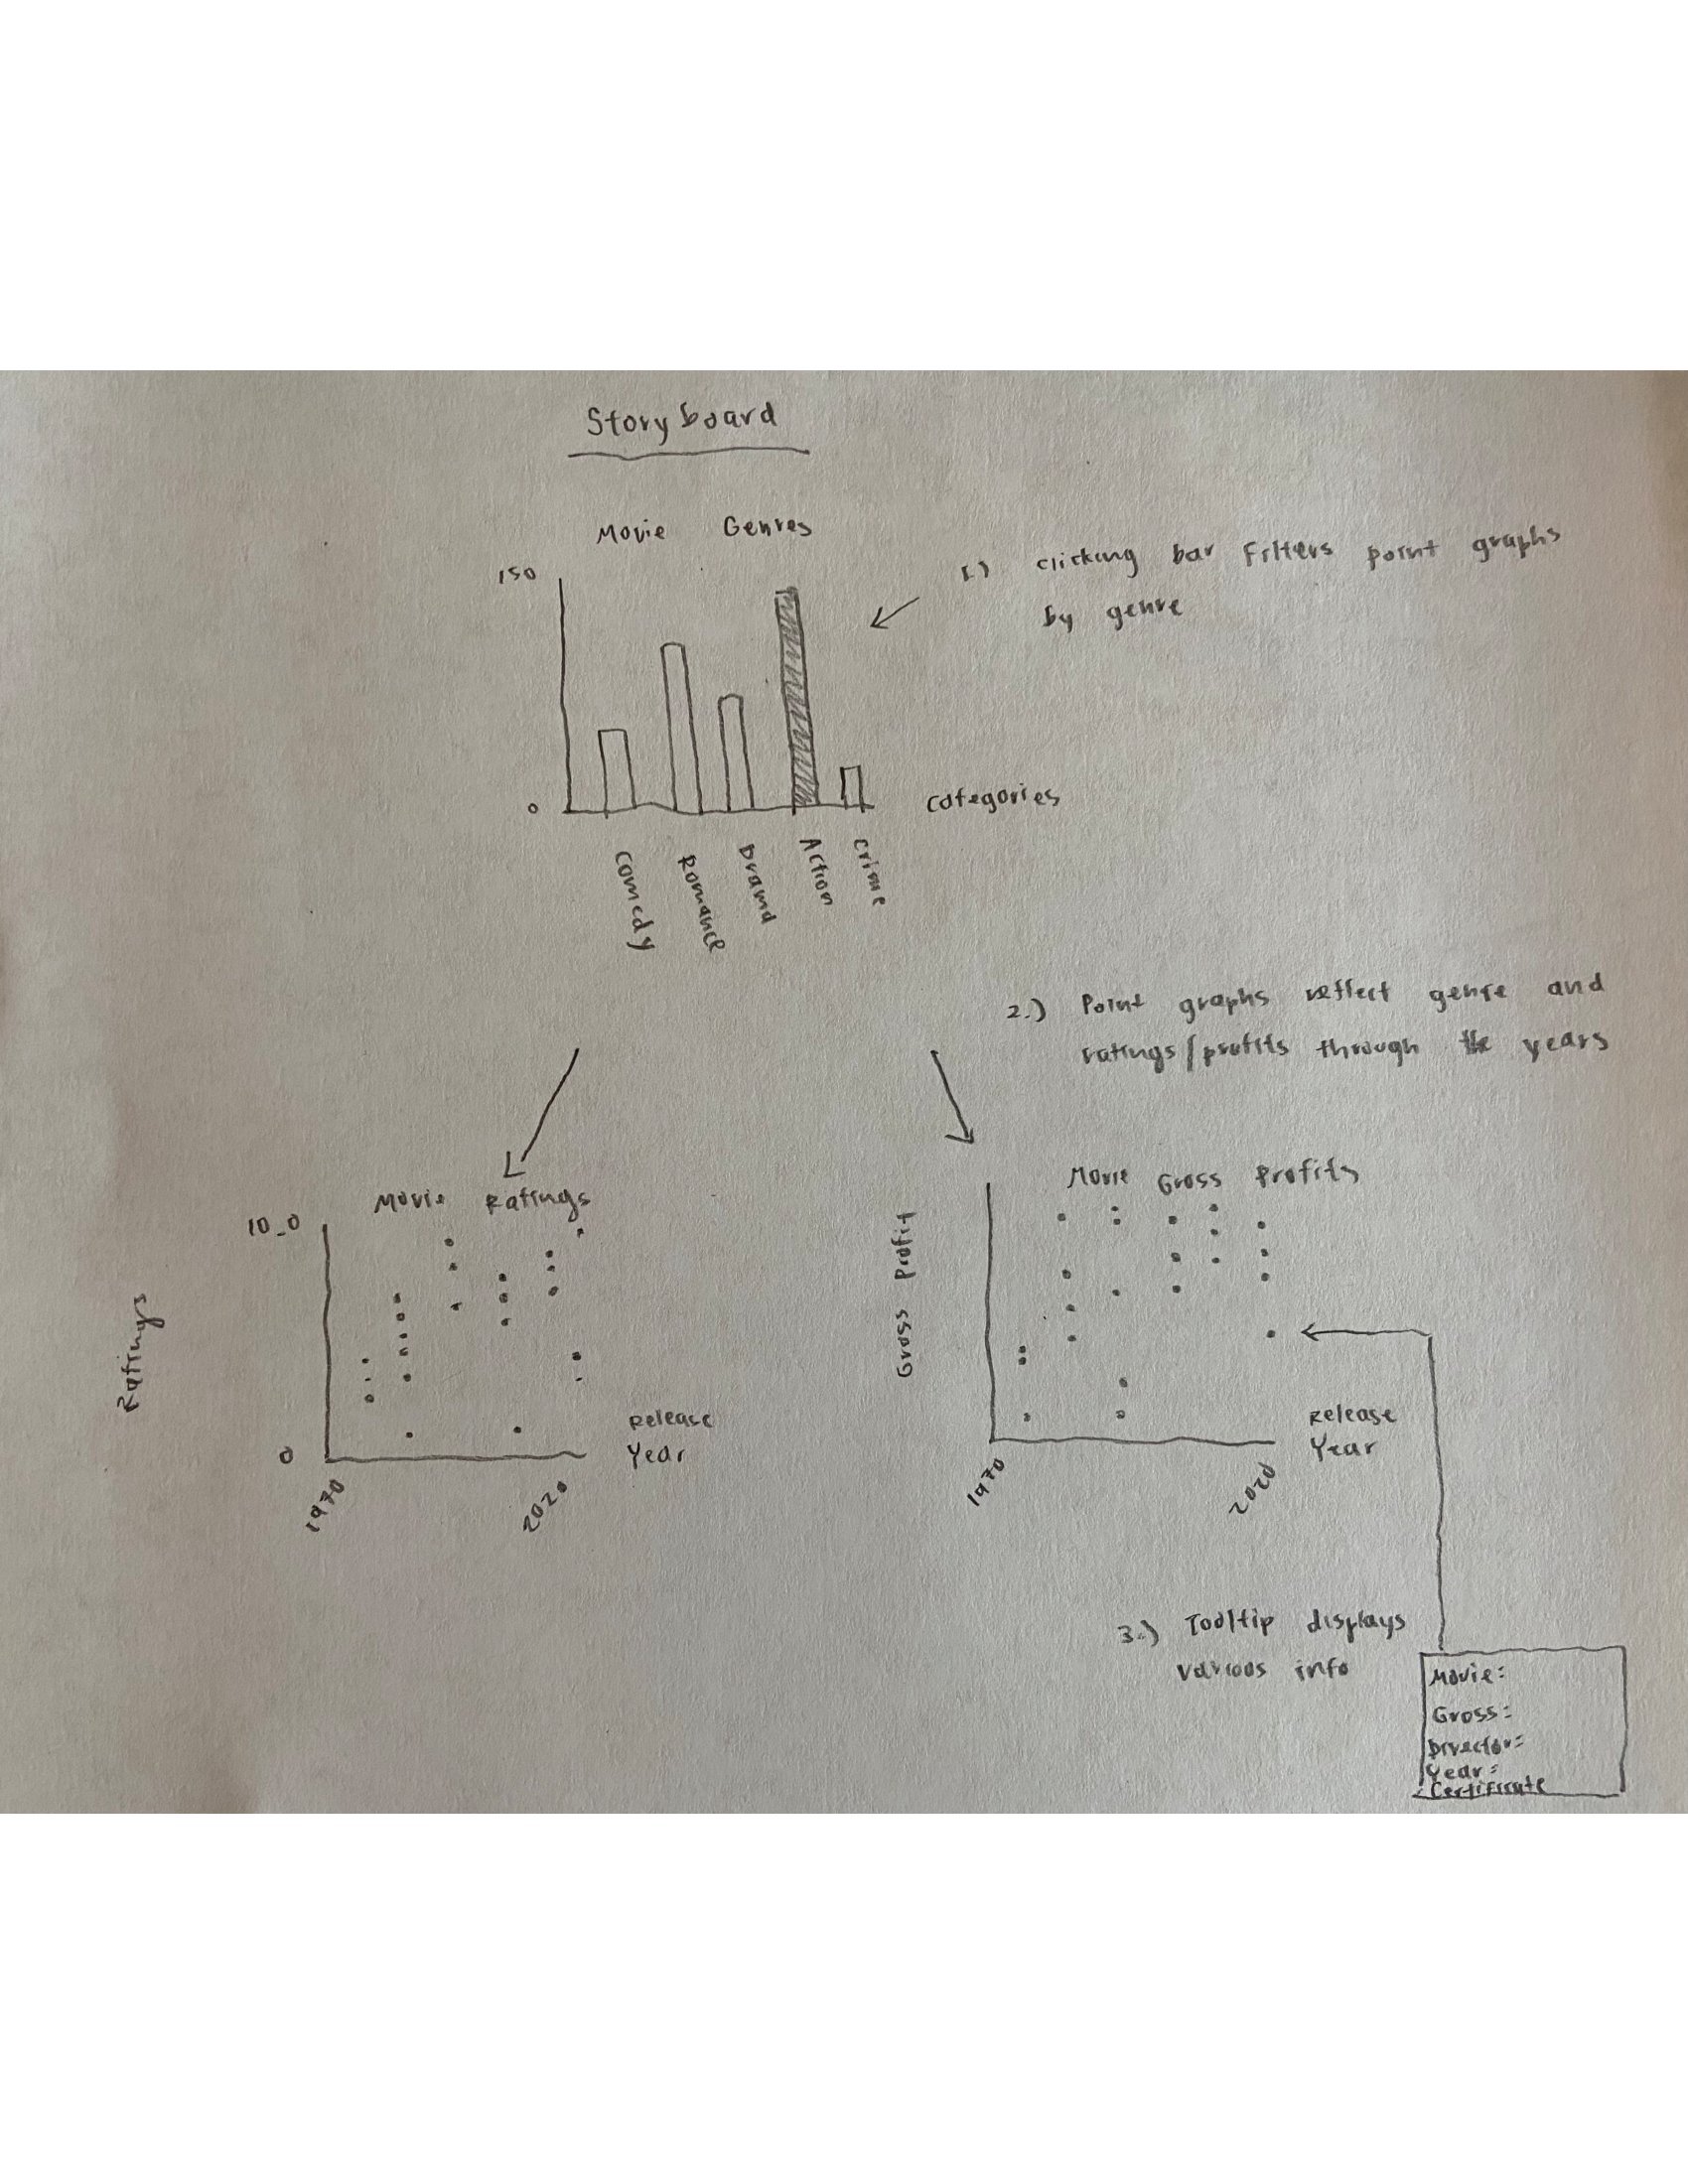 Storyboard
Movie Genres
150
0
Categories
Comedy
Romance
Drama
Action
Crime
1.) Clicking bar filters point graphs
by genre
2.) Point graphs reflect genre and
ratings/profits through the years
Movie Ratings
10.0
0
Ratings
1970
2020
Release
Year
Movie Gross Profits
Gross Profit
1970
2020
Release
Year
3.) Tooltip displays
various info
Movie:
Gross:
Director:
Year:
Certificate